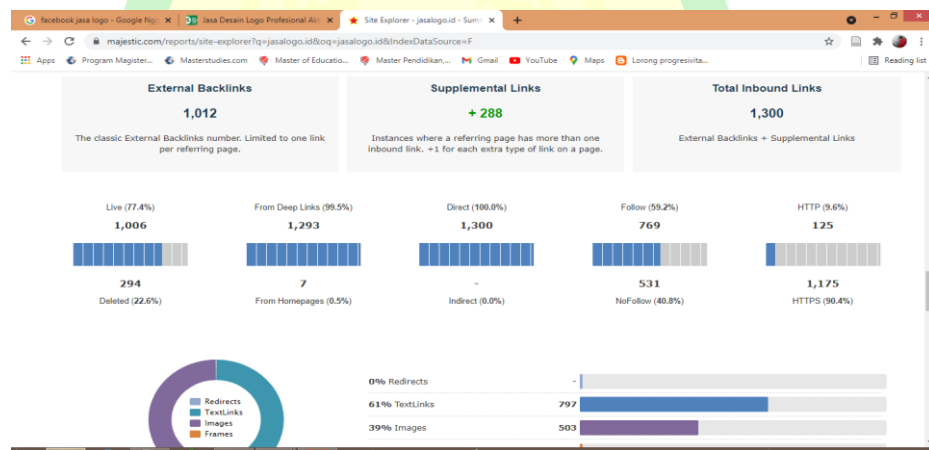 facebook jasa logo - Google
Jasa Desain Logo Profesional Akt
Site Explorer - jasalogo.id - Sum
majestic.com/reports/site-explorer?q=jasalogo.id&oq=jasalogo.id&IndexDataSource=F
Apps Program Magister... Masterstudies.com Master of Educatio... Master Pendidikan,... Gmail YouTube Maps Lorong progresivita... Reading list
External Backlinks
1,012
The classic External Backlinks number. Limited to one link
per referring page.
Supplemental Links
+ 288
Instances where a referring page has more than one
inbound link. +1 for each extra type of link on a page.
Total Inbound Links
1,300
External Backlinks + Supplemental Links
Live (77.4%) From Deep Links (99.5%) Direct (100.0%) Follow (59.2%) HTTP (9.6%)
1,006 1,293 1,300 769 125
294 7 - 531 1,175
Deleted (22.6%) From Homepages (0.5%) Indirect (0.0%) NoFollow (40.8%) HTTPS (90.4%)
Redirects
TextLinks
Images
Frames
0% Redirects -
61% TextLinks 797
39% Images 503